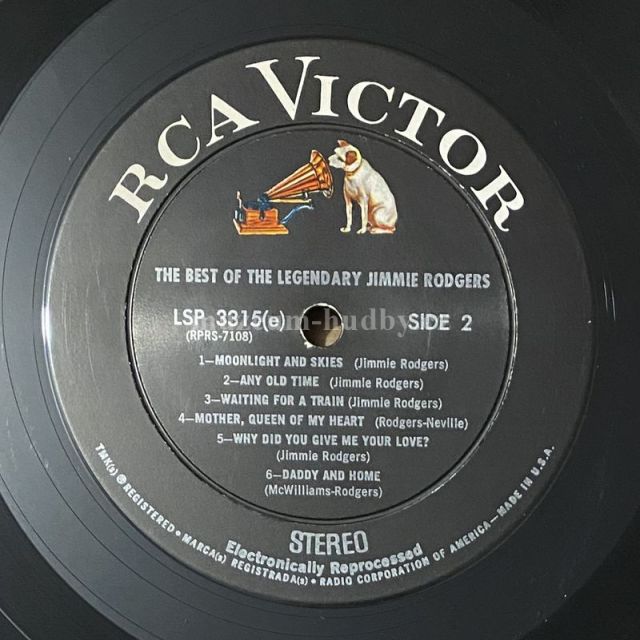 RCA VICTOR
THE BEST OF THE LEGENDARY JIMMIE RODGERS
LSP 3315(e) SIDE 2
(RPRS-7108)
1—MOONLIGHT AND SKIES (Jimmie Rodgers)
2—ANY OLD TIME (Jimmie Rodgers)
3—WAITING FOR A TRAIN (Jimmie Rodgers)
4—MOTHER, QUEEN OF MY HEART (Rodgers-Neville)
5—WHY DID YOU GIVE ME YOUR LOVE?
(Jimmie Rodgers)
6—DADDY AND HOME
(McWilliams-Rodgers)
STEREO
Electronically Reprocessed
TMK(s) ® REGISTERED • MARCA(s) REGISTRADA(s) • RADIO CORPORATION OF AMERICA—MADE IN U.S.A.